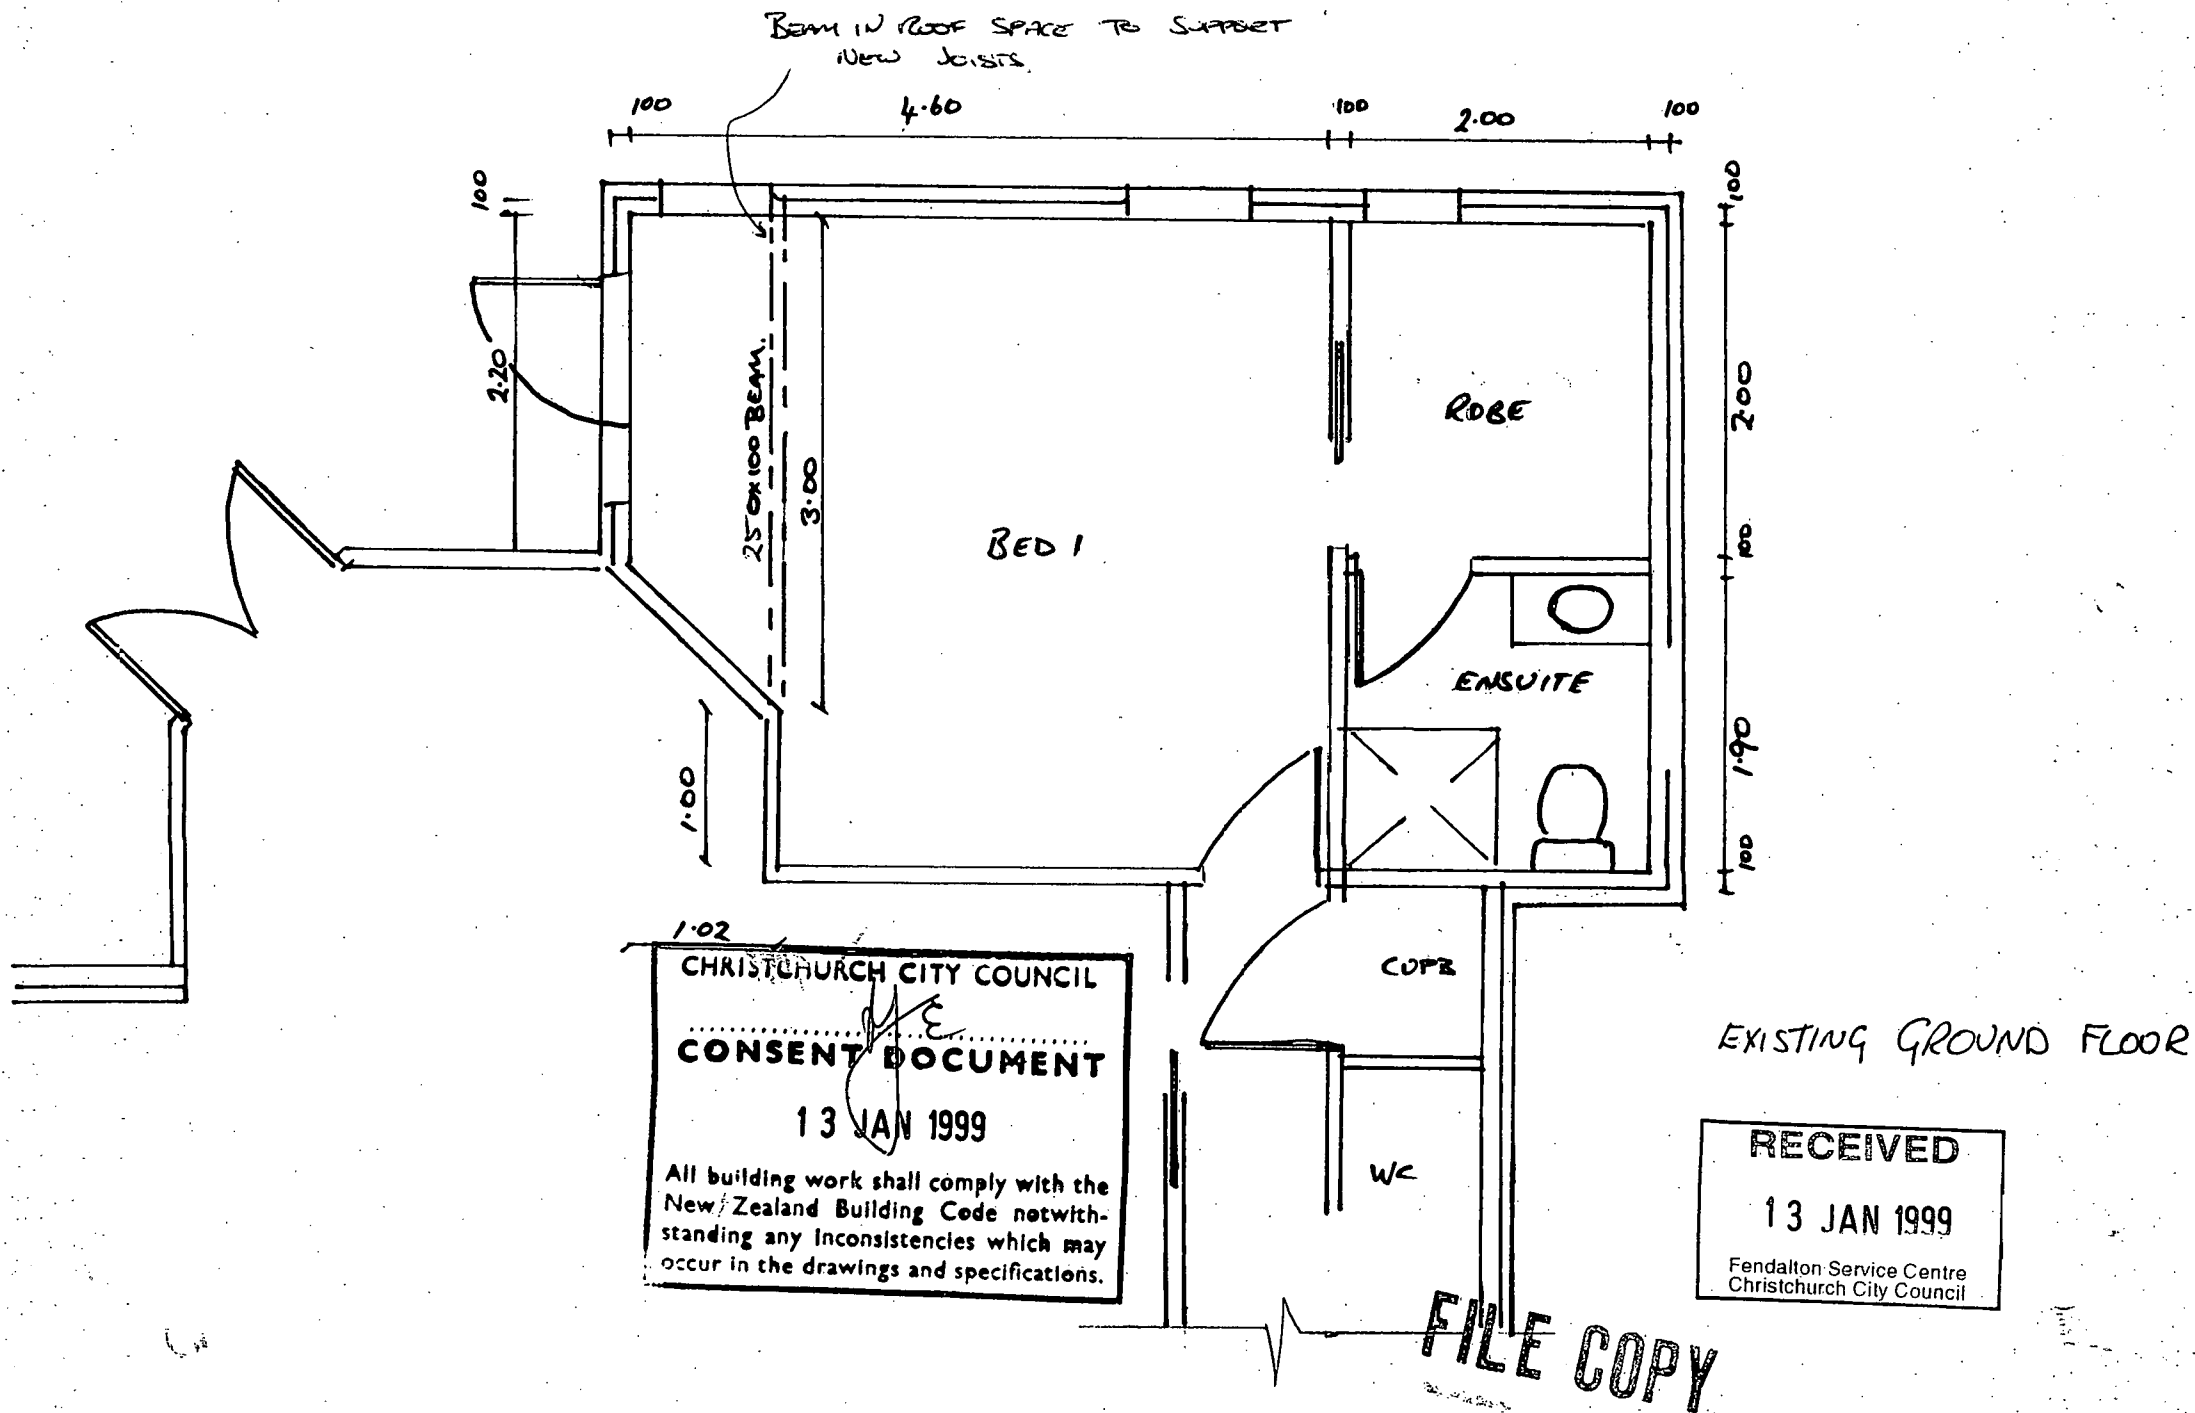 BEAM IN ROOF SPACE TO SUPPORT
NEW JOISTS.
100
4.60
100
2.00
100
100
100
2.20
250x100 BEAM.
3.00
BED 1
ROBE
2.00
100
ENSUITE
1.90
100
1.00
1.02
CHRISTCHURCH CITY COUNCIL
CONSENT DOCUMENT
13 JAN 1999
All building work shall comply with the
New Zealand Building Code notwith-
standing any inconsistencies which may
occur in the drawings and specifications.
CUPB
WC
EXISTING GROUND FLOOR
RECEIVED
13 JAN 1999
Fendalton Service Centre
Christchurch City Council
FILE COPY